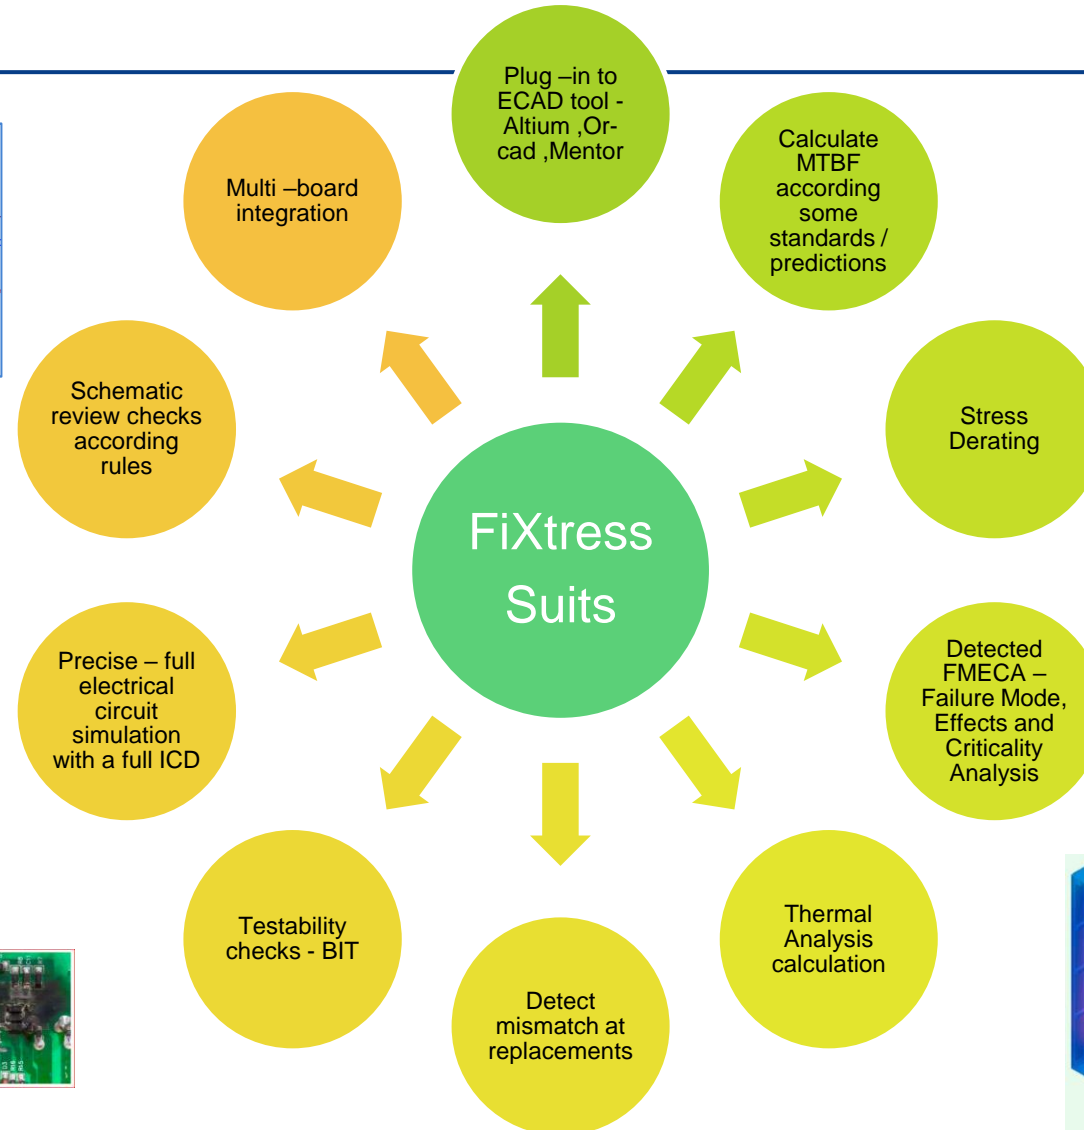 Plug –in to
ECAD tool -
Altium ,Or-
cad ,Mentor
Calculate
MTBF
according
some
standards /
predictions
Stress
Derating
Detected
FMECA –
Failure Mode,
Effects and
Criticality
Analysis
Thermal
Analysis
calculation
Detect
mismatch at
replacements
Testability
checks - BIT
Precise – full
electrical
circuit
simulation
with a full ICD
Schematic
review checks
according
rules
Multi –board
integration
FiXtress
Suits